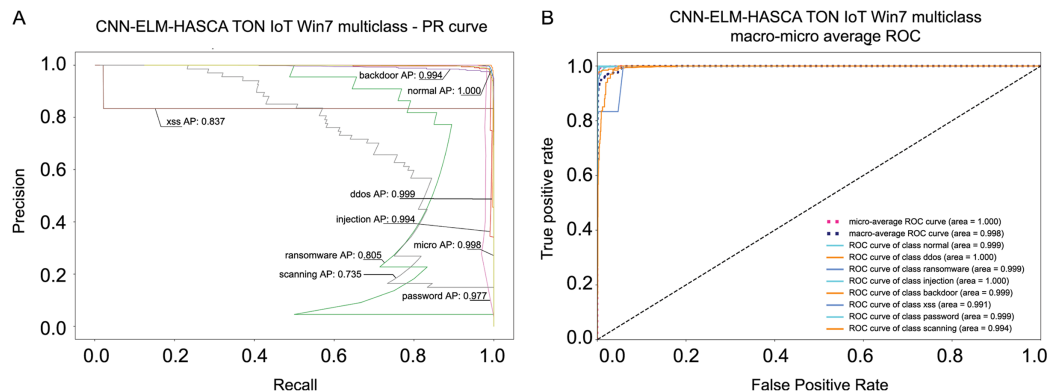 A
CNN-ELM-HASCA TON IoT Win7 multiclass - PR curve
1.0
0.8
0.6
0.4
0.2
0.0
Precision
backdoor AP: 0.994
normal AP: 1.000
xss AP: 0.837
ddos AP: 0.999
injection AP: 0.994
micro AP: 0.998
ransomware AP: 0.805
scanning AP: 0.735
password AP: 0.977
0.0 0.2 0.4 0.6 0.8 1.0
Recall
B
CNN-ELM-HASCA TON IoT Win7 multiclass
macro-micro average ROC
1.0
0.8
0.6
0.4
0.2
0.0
True positive rate
micro-average ROC curve (area = 1.000)
macro-average ROC curve (area = 0.998)
ROC curve of class normal (area = 0.999)
ROC curve of class ddos (area = 1.000)
ROC curve of class ransomware (area = 0.999)
ROC curve of class injection (area = 1.000)
ROC curve of class backdoor (area = 0.999)
ROC curve of class xss (area = 0.991)
ROC curve of class password (area = 0.999)
ROC curve of class scanning (area = 0.994)
0.0 0.2 0.4 0.6 0.8 1.0
False Positive Rate